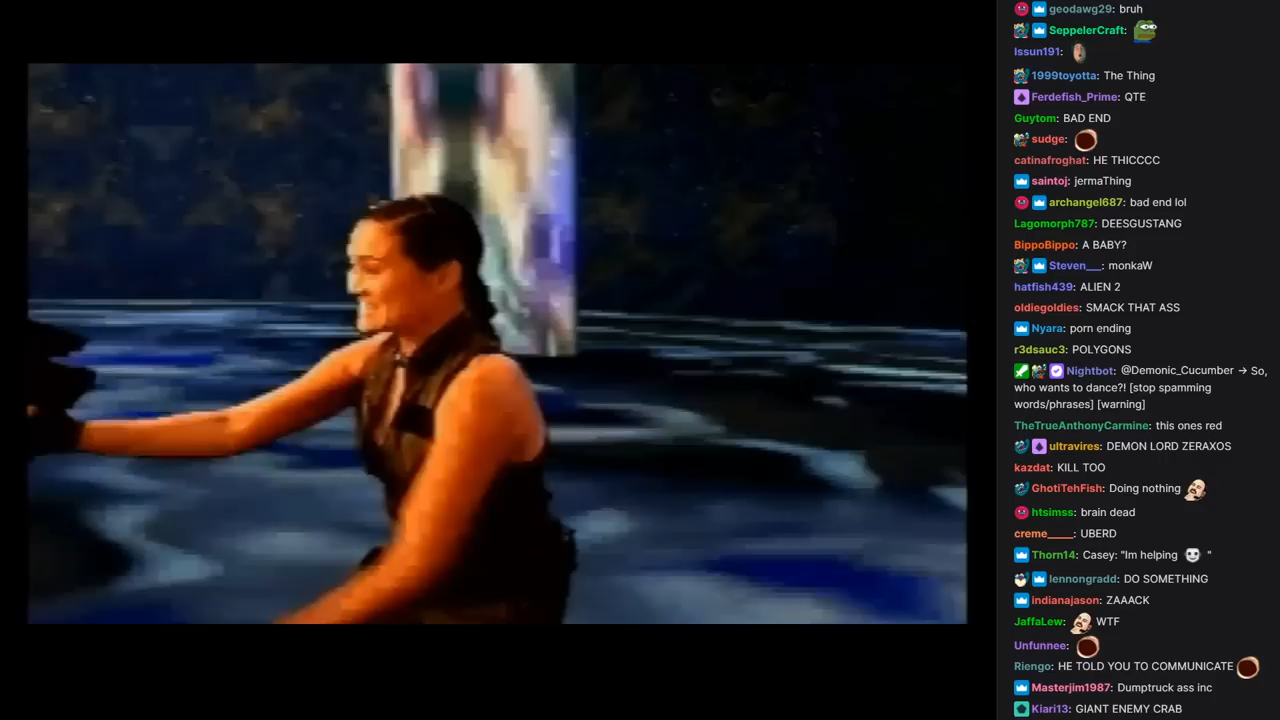 geodawg29: bruh
SeppelerCraft:
Issun191:
1999toyotta: The Thing
Ferdefish_Prime: QTE
Guytom: BAD END
sudge:
catinafroghat: HE THICCCC
saintoj: jermaThing
archangel687: bad end lol
Lagomorph787: DEESGUSTANG
BippoBippo: A BABY?
Steven___: monkaW
hatfish439: ALIEN 2
oldiegoldies: SMACK THAT ASS
Nyara: porn ending
r3dsauc3: POLYGONS
Nightbot: @Demonic_Cucumber → So,
who wants to dance?! [stop spamming
words/phrases] [warning]
TheTrueAnthonyCarmine: this ones red
ultravires: DEMON LORD ZERAXOS
kazdat: KILL TOO
GhotiTehFish: Doing nothing
htsimss: brain dead
creme_____: UBERD
Thorn14: Casey: "Im helping "
lennongradd: DO SOMETHING
indianajason: ZAAACK
JaffaLew: WTF
Unfunnee:
Riengo: HE TOLD YOU TO COMMUNICATE
Masterjim1987: Dumptruck ass inc
Kiari13: GIANT ENEMY CRAB